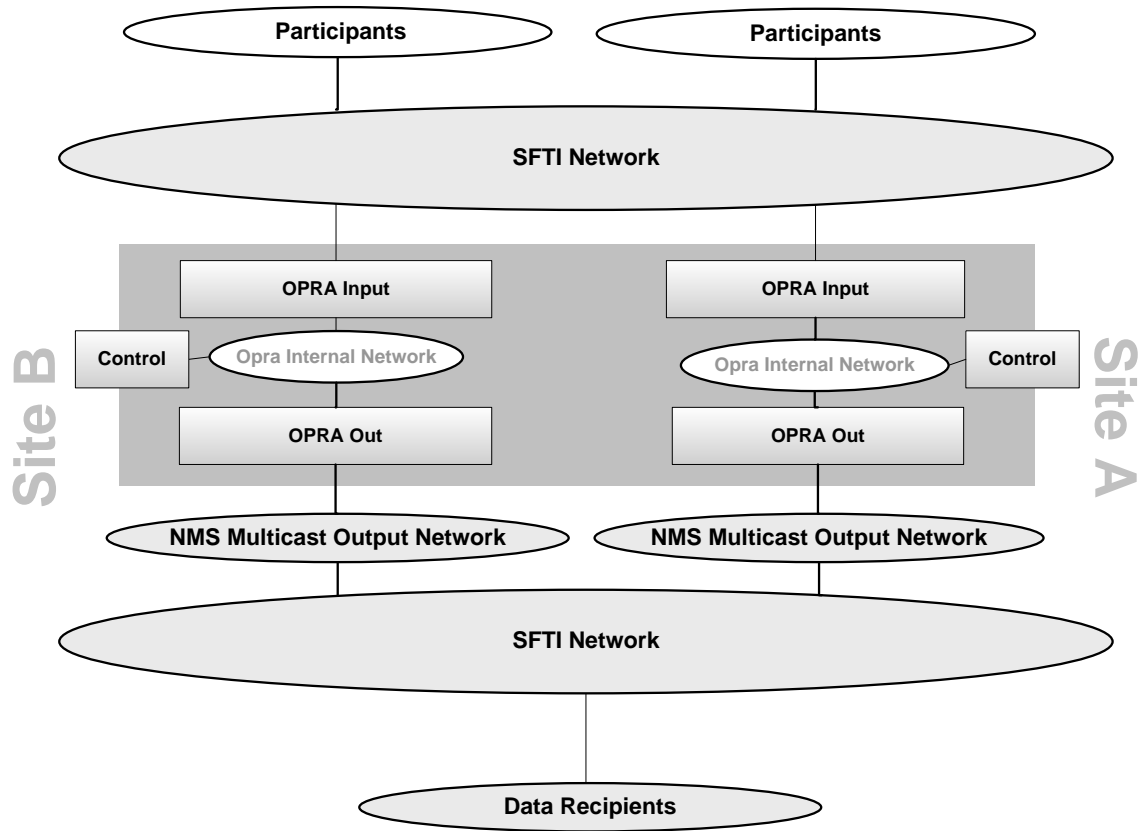 Participants
Participants
SFTI Network
OPRA Input
OPRA Input
Site B
Control
Opra Internal Network
Opra Internal Network
Control
Site A
OPRA Out
OPRA Out
NMS Multicast Output Network
NMS Multicast Output Network
SFTI Network
Data Recipients